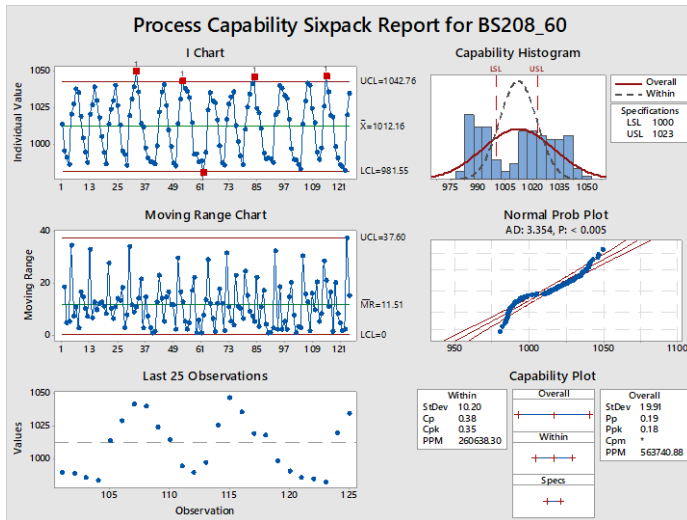 Process Capability Sixpack Report for BS208_60
I Chart
Individual Value
1050
1025
1000
1 1 1 1 1
UCL=1042.76
X̄=1012.16
LCL=981.55
1 13 25 37 49 61 73 85 97 109 121
Capability Histogram
LSL USL
Overall
Within
Specifications
LSL 1000
USL 1023
975 990 1005 1020 1035 1050
Moving Range Chart
Moving Range
40
20
0
UCL=37.60
M̅R̅=11.51
LCL=0
1 13 25 37 49 61 73 85 97 109 121
Normal Prob Plot
AD: 3.354, P: < 0.005
950 1000 1050 1100
Last 25 Observations
Values
1050
1000
105 110 115 120 125
Observation
Capability Plot
Within
StDev 10.20
Cp 0.38
Cpk 0.35
PPM 260638.30
Overall
Within
Specs
Overall
StDev 19.91
Pp 0.19
Ppk 0.18
Cpm *
PPM 563740.88